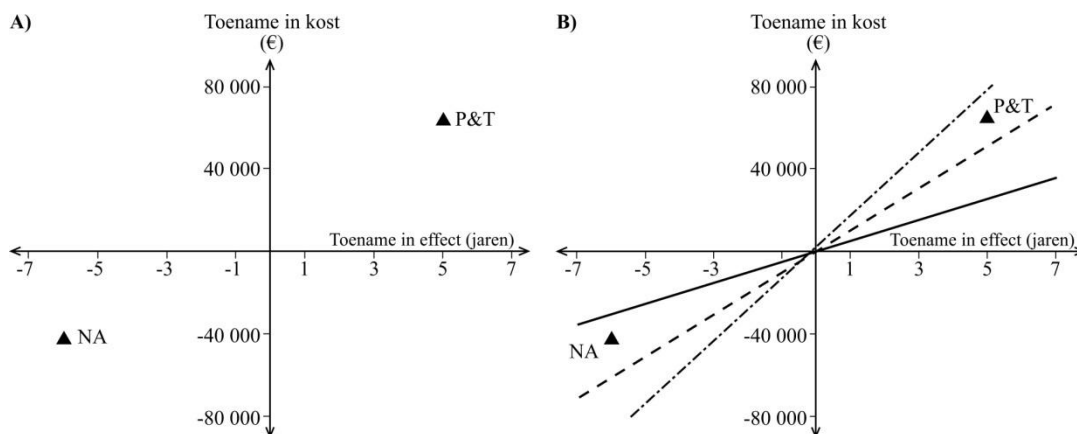 A)
Toename in kost
(€)
80 000
P&T
40 000
Toename in effect (jaren)
-7 -5 -3 -1 1 3 5 7
NA
-40 000
-80 000
B)
Toename in kost
(€)
80 000
P&T
40 000
Toename in effect (jaren)
-7 -5 -3 1 3 5 7
NA
-40 000
-80 000